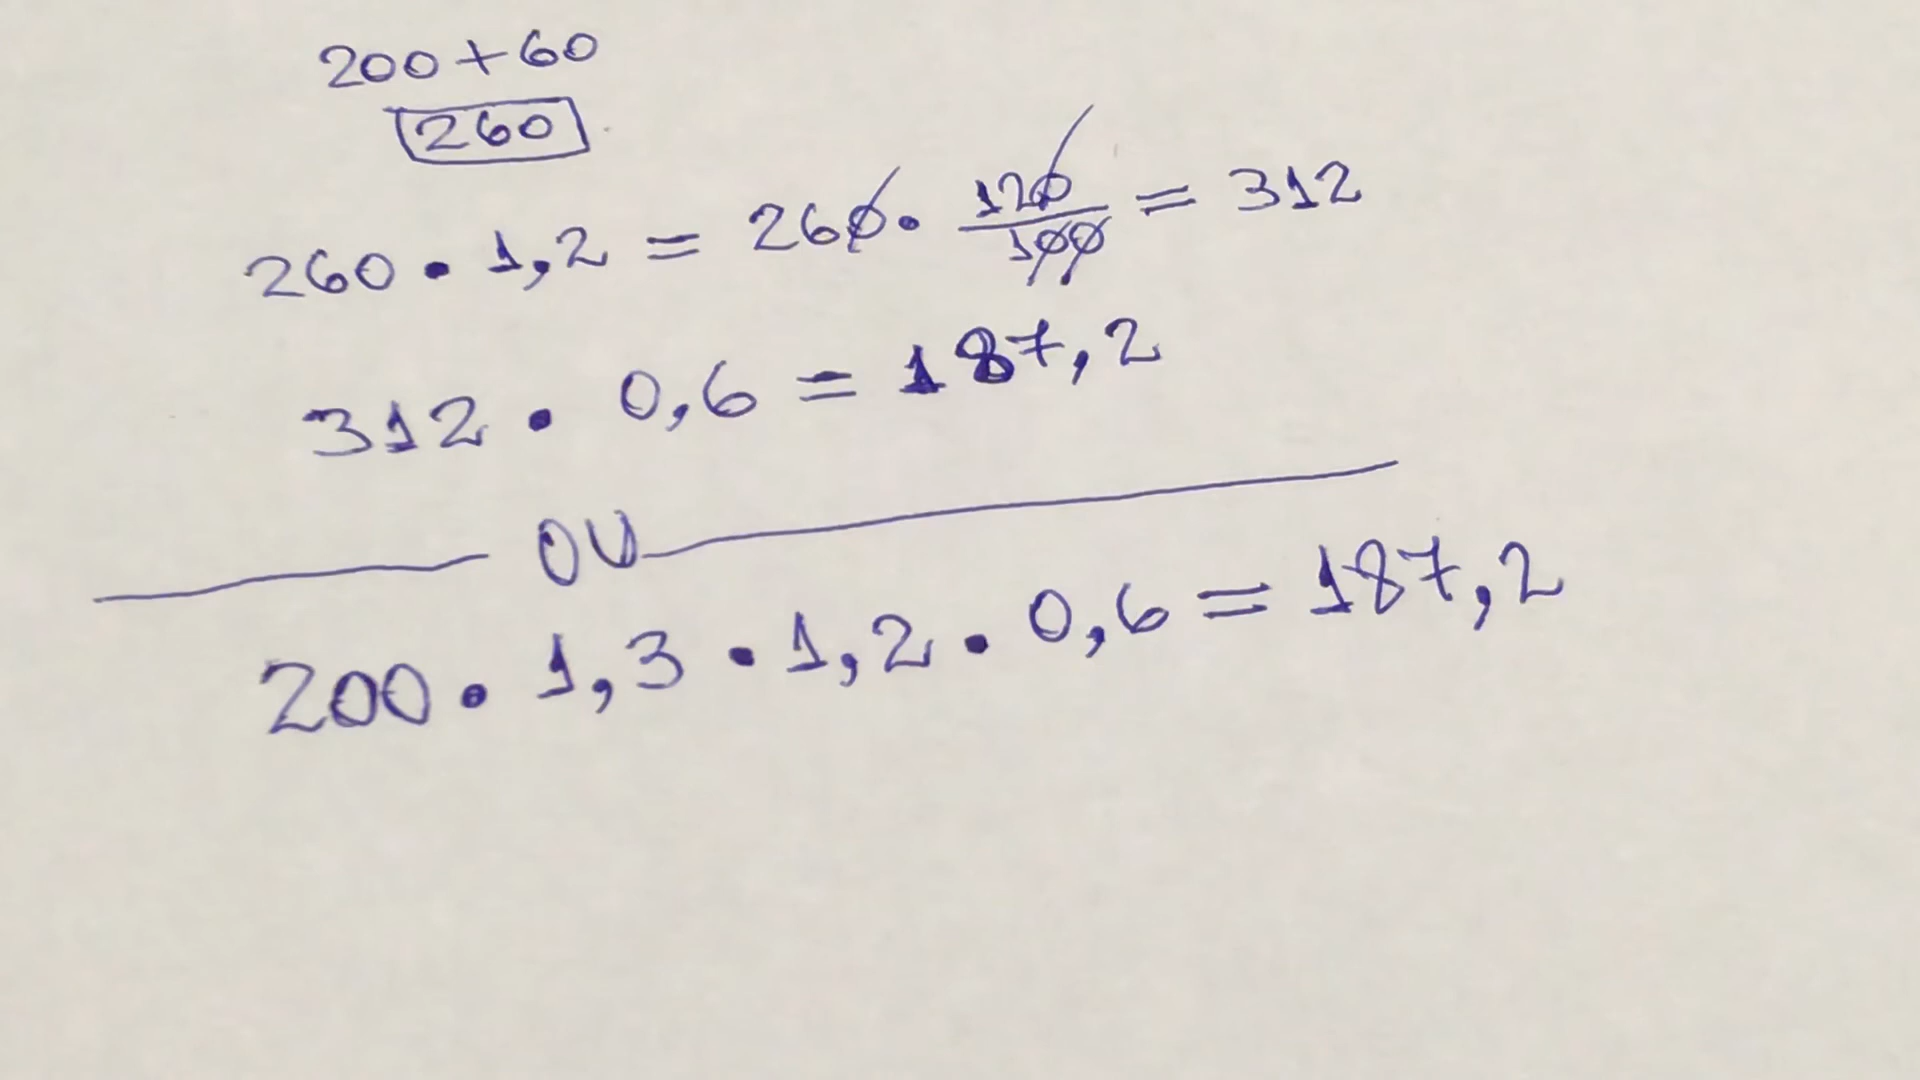 200+60
260
260 · 1,2 = 260 · 120/100 = 312
312 · 0,6 = 187,2
OU
200 · 1,3 · 1,2 · 0,6 = 187,2